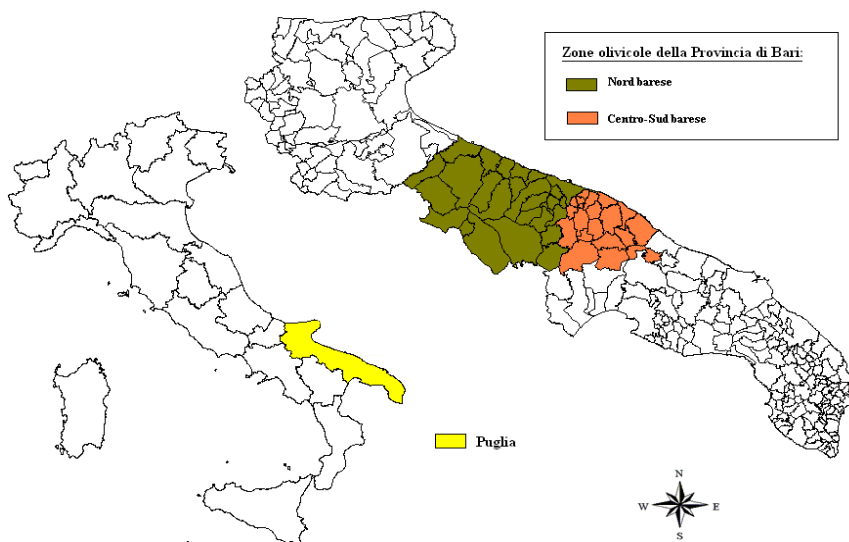 Zone olivicole della Provincia di Bari:
Nord barese
Centro-Sud barese
Puglia
N
W E
S